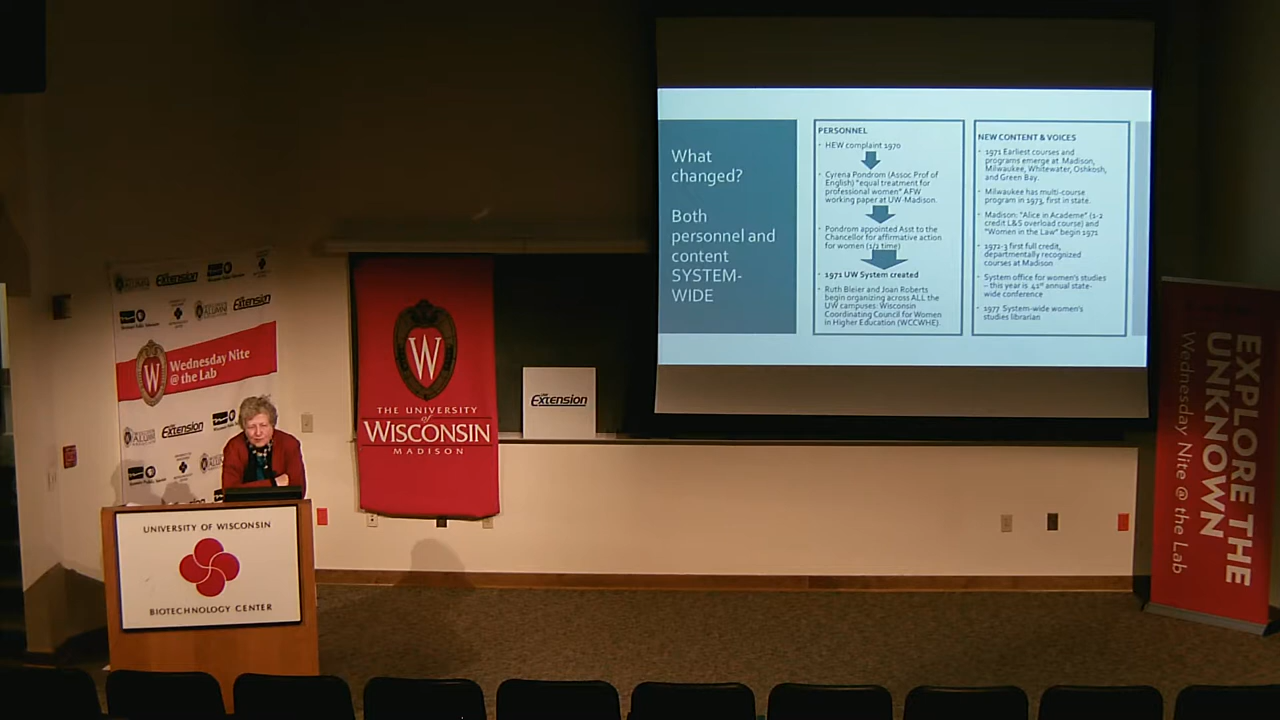 What
changed?
Both
personnel and
content
SYSTEM-
WIDE
PERSONNEL
HEW complaint 1970
Cyrena Pondrom (Assoc Prof of
English) "equal treatment for
professional women" AFW
working paper at UW-Madison.
Pondrom appointed Asst to the
Chancellor for affirmative action
for women (1/2 time)
1971 UW System created
Ruth Bleier and Joan Roberts
begin organizing across ALL the
UW campuses: Wisconsin
Coordinating Council for Women
in Higher Education (WCCWHE).
NEW CONTENT & VOICES
1971 Earliest courses and
programs emerge at Madison,
Milwaukee, Whitewater, Oshkosh,
and Green Bay.
Milwaukee has multi-course
program in 1973, first in state.
Madison: "Alice in Academe" (1-2
credit L&S overload course) and
"Women in the Law" begin 1971
1972-3 first full credit,
departmentally recognized
courses at Madison
System office for women's studies
– this year is 41st annual state-
wide conference
1977 System-wide women's
studies librarian
Extension
Extension
W
Wednesday Nite
@ the Lab
Extension
W
THE UNIVERSITY
of
WISCONSIN
MADISON
Extension
UNIVERSITY OF WISCONSIN
BIOTECHNOLOGY CENTER
EXPLORE THE
UNKNOWN
Wednesday Nite @ the Lab